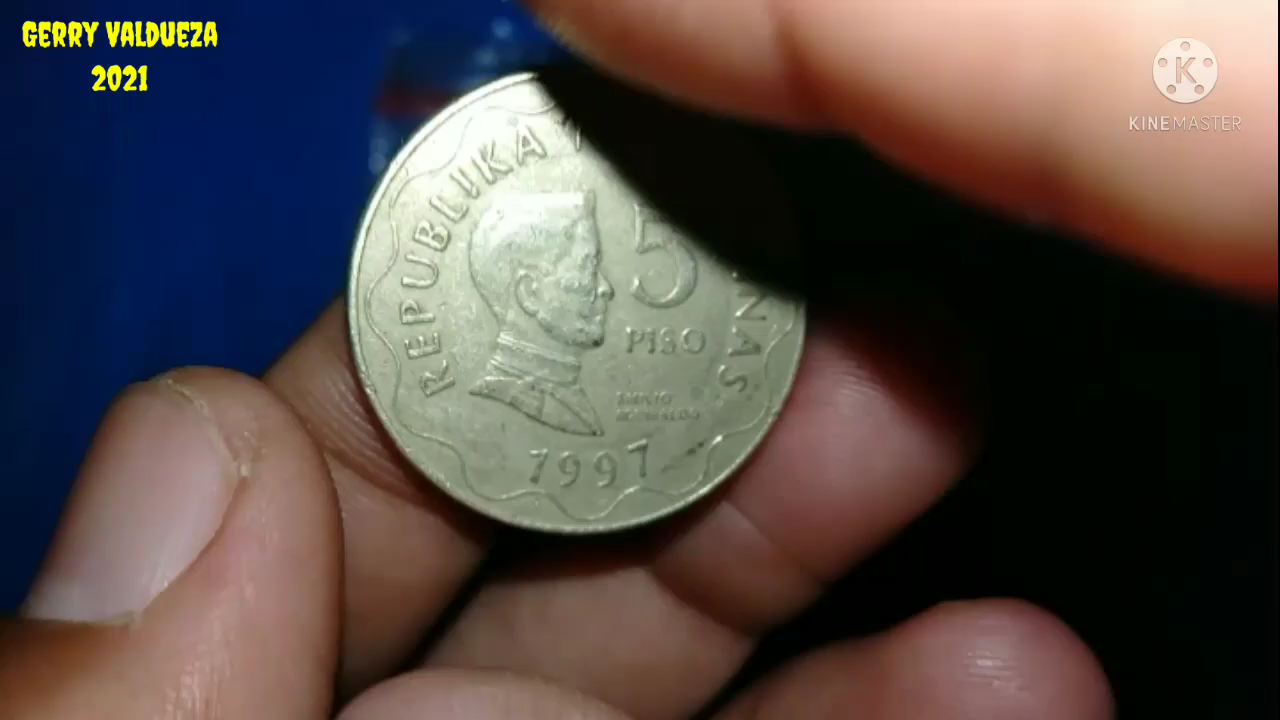 GERRY VALDUEZA
2021
KINEMASTER
REPUBLIKA
5
PISO
1997